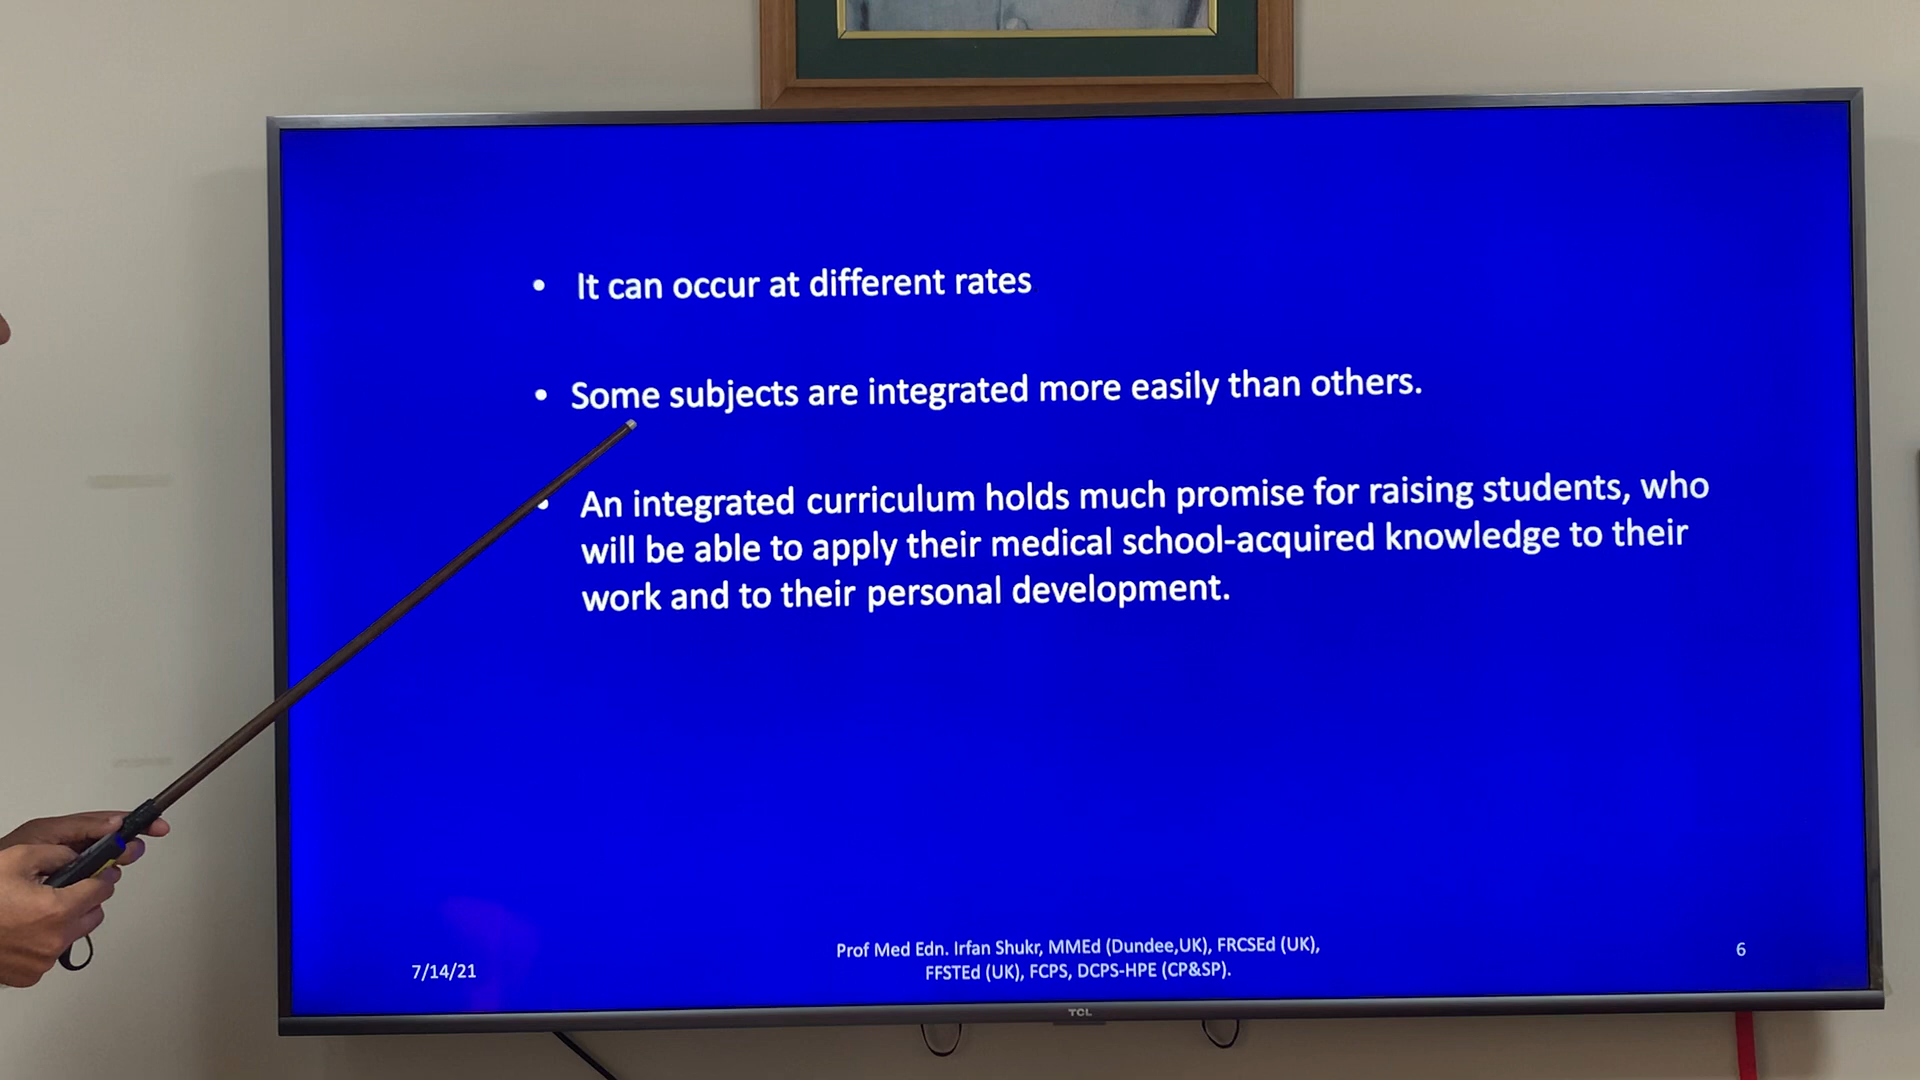 • It can occur at different rates
• Some subjects are integrated more easily than others.
• An integrated curriculum holds much promise for raising students, who
will be able to apply their medical school-acquired knowledge to their
work and to their personal development.
7/14/21
Prof Med Edn. Irfan Shukr, MMEd (Dundee,UK), FRCSEd (UK),
FFSTEd (UK), FCPS, DCPS-HPE (CP&SP).
6
TCL